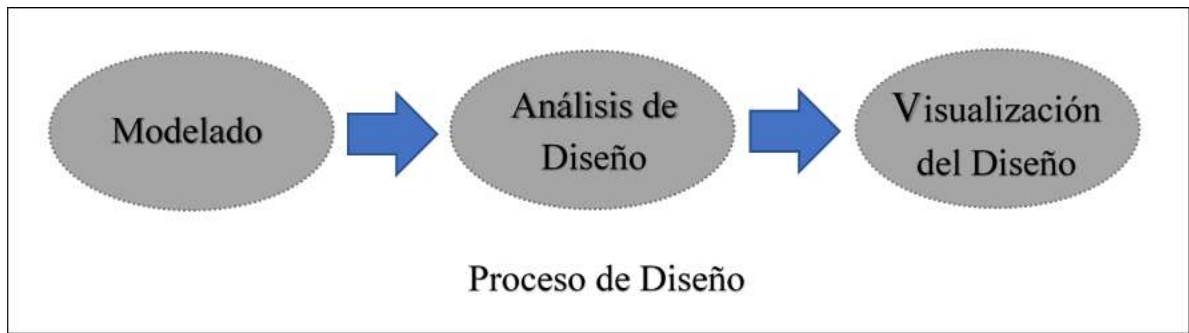 Modelado
Análisis de
Diseño
Visualización
del Diseño
Proceso de Diseño